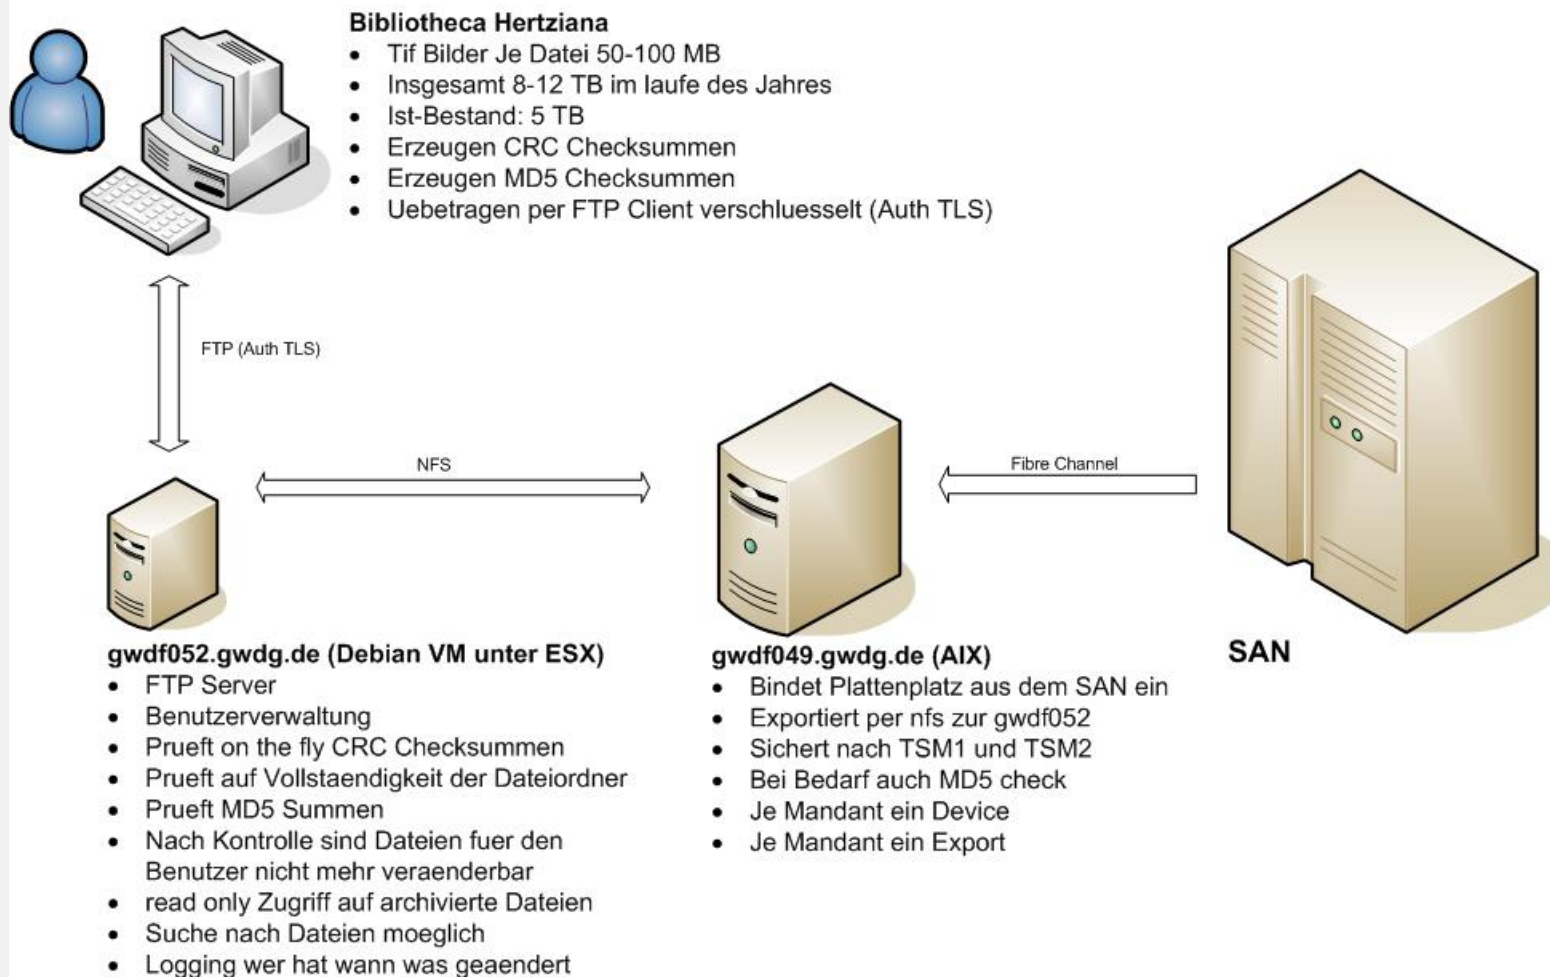 Bibliotheca Hertziana
• Tif Bilder Je Datei 50-100 MB
• Insgesamt 8-12 TB im laufe des Jahres
• Ist-Bestand: 5 TB
• Erzeugen CRC Checksummen
• Erzeugen MD5 Checksummen
• Uebetragen per FTP Client verschluesselt (Auth TLS)
FTP (Auth TLS)
NFS
Fibre Channel
gwdf052.gwdg.de (Debian VM unter ESX)
• FTP Server
• Benutzerverwaltung
• Prueft on the fly CRC Checksummen
• Prueft auf Vollstaendigkeit der Dateiordner
• Prueft MD5 Summen
• Nach Kontrolle sind Dateien fuer den
Benutzer nicht mehr veraenderbar
• read only Zugriff auf archivierte Dateien
• Suche nach Dateien moeglich
• Logging wer hat wann was geaendert
gwdf049.gwdg.de (AIX)
• Bindet Plattenplatz aus dem SAN ein
• Exportiert per nfs zur gwdf052
• Sichert nach TSM1 und TSM2
• Bei Bedarf auch MD5 check
• Je Mandant ein Device
• Je Mandant ein Export
SAN